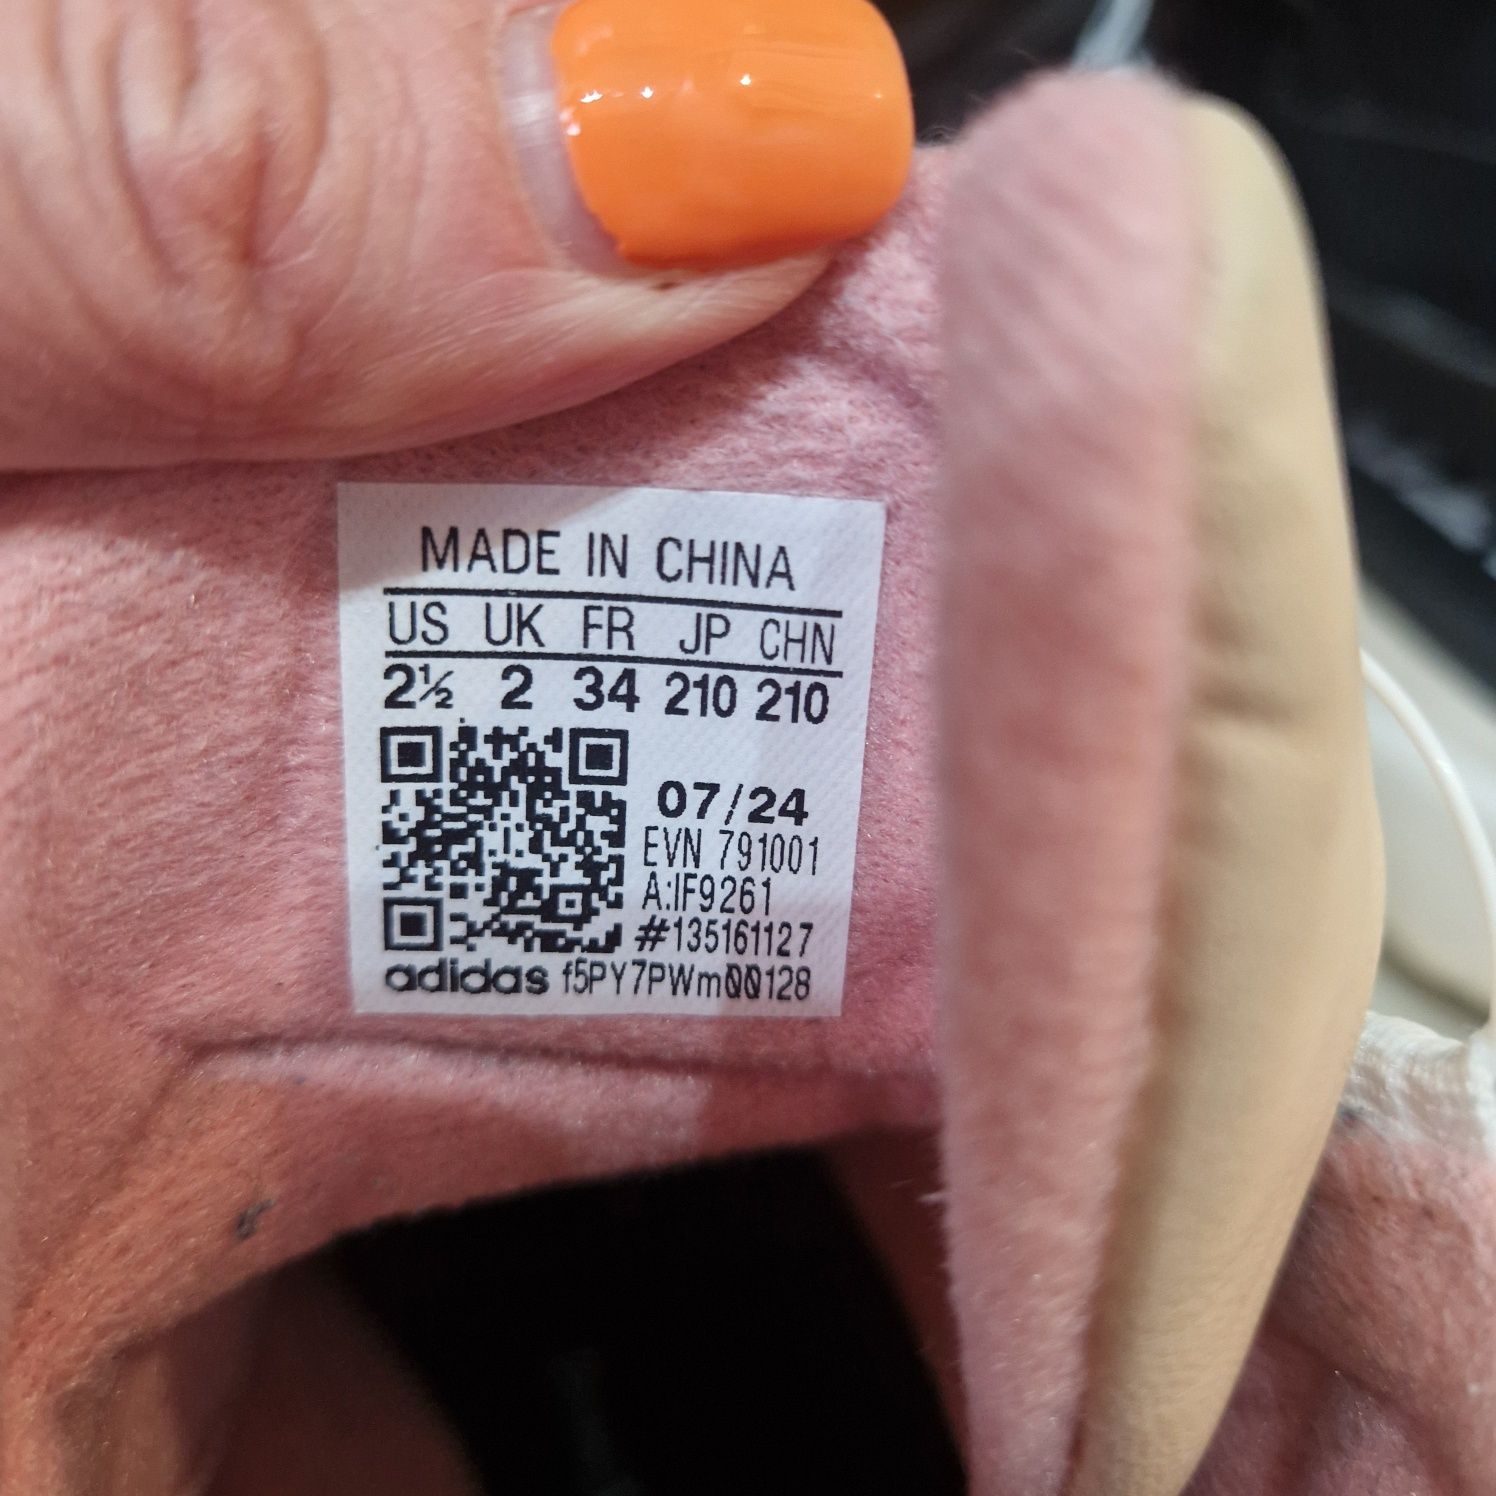 MADE IN CHINA
US UK FR JP CHN
2½ 2 34 210 210
07/24
EVN 791001
A:IF9261
#135161127
adidas f5PY7PWm00128